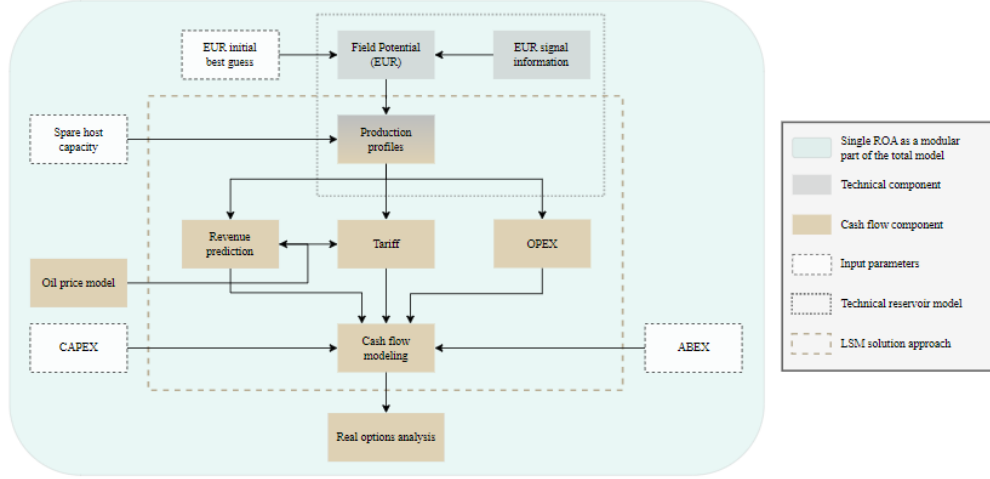 EUR initial
best guess
Field Potential
(EUR)
EUR signal
information
Spare host
capacity
Production
profiles
Revenue
prediction
Tariff
OPEX
Oil price model
CAPEX
Cash flow
modeling
ABEX
Real options analysis
Single ROA as a modular
part of the total model
Technical component
Cash flow component
Input parameters
Technical reservoir model
LSM solution approach